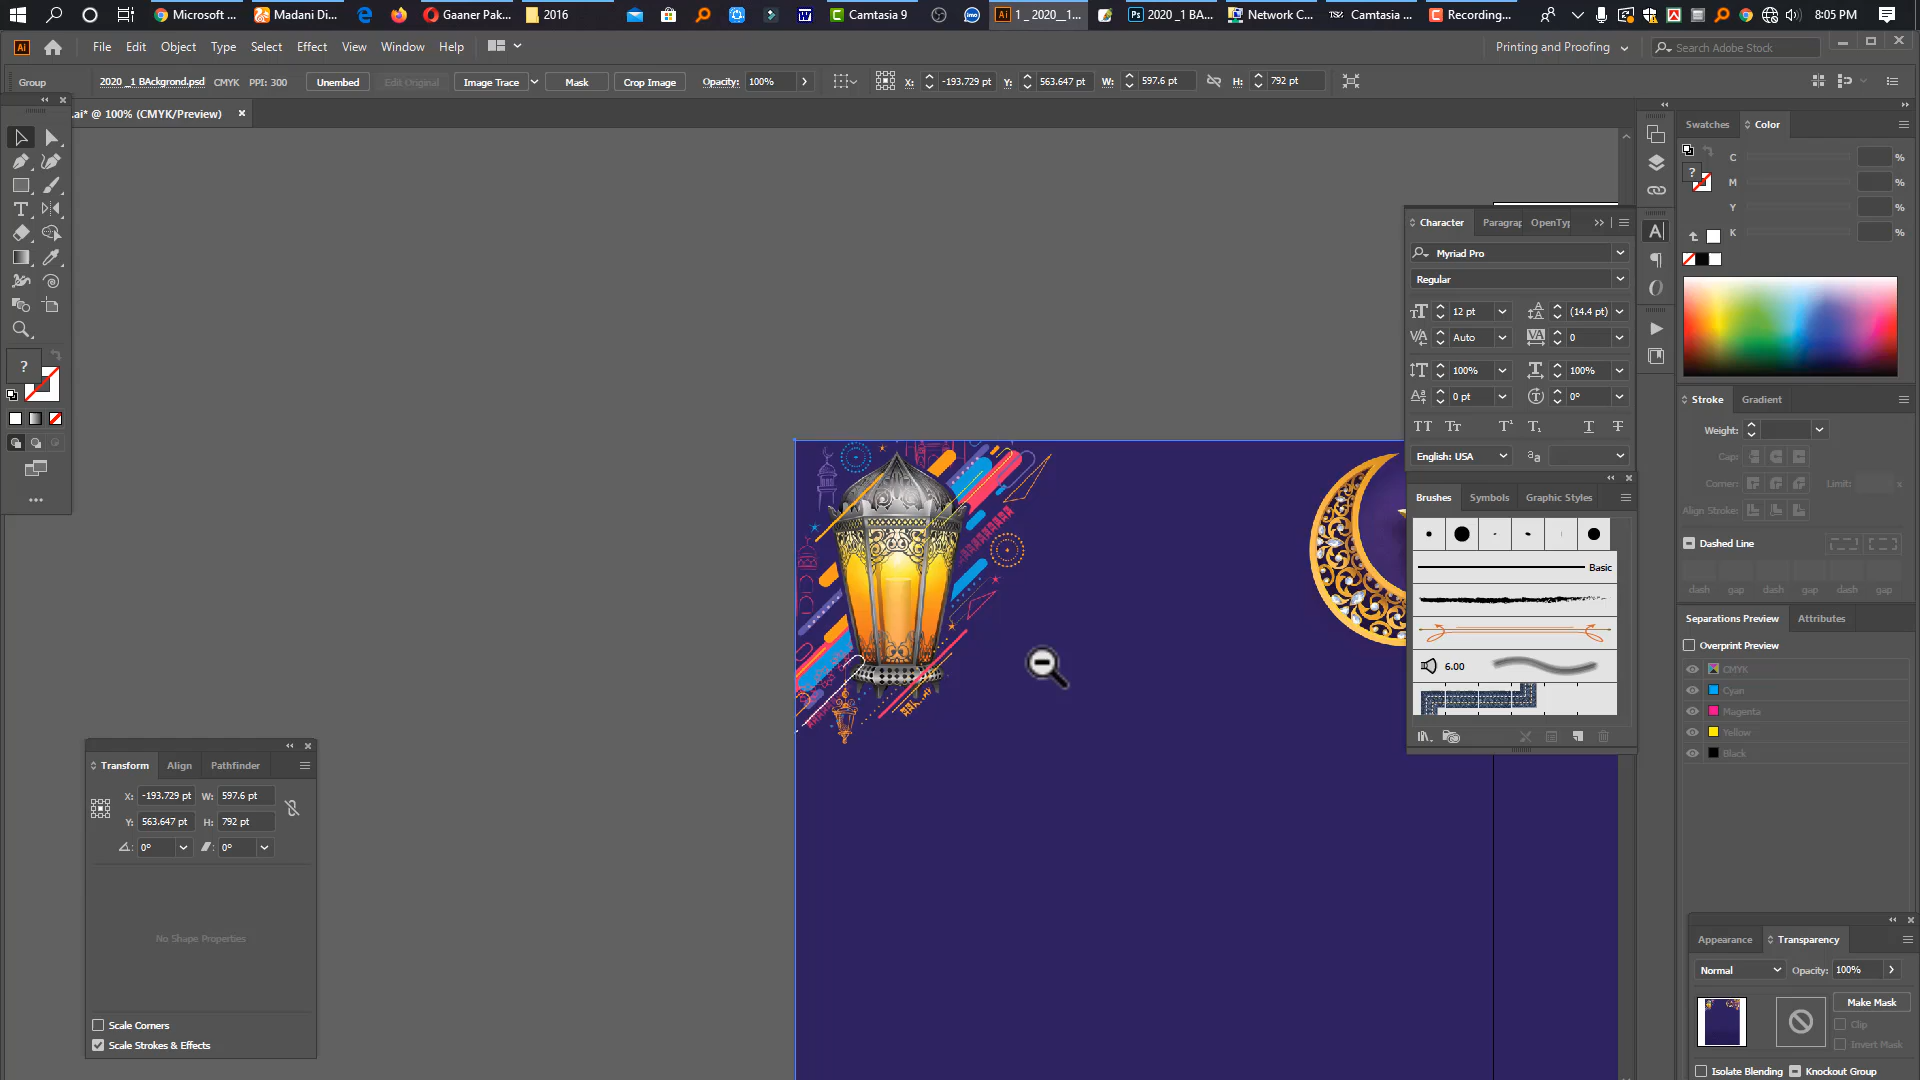 Microsoft ...
Madani Di...
Gaaner Pak...
2016
Camtasia 9
1 _ 2020__1...
2020 _1 BA...
Network C...
Camtasia ...
Recording...
8:05 PM
File Edit Object Type Select Effect View Window Help
Printing and Proofing
Search Adobe Stock
Group
2020 _1 BAckgrond.psd
CMYK
PPI: 300
Unembed
Edit Original
Image Trace
Mask
Crop Image
Opacity: 100%
X: -193.729 pt
Y: 563.647 pt
W: 597.6 pt
H: 792 pt
.ai* @ 100% (CMYK/Preview)
Swatches
Color
C %
M %
Y %
K %
Character
Paragrap
OpenTyp
Myriad Pro
Regular
12 pt
(14.4 pt)
Auto
0
100%
100%
0 pt
0°
English: USA
Brushes
Symbols
Graphic Styles
Basic
6.00
Stroke
Gradient
Weight:
Cap:
Corner:
Limit:
x
Align Stroke:
Dashed Line
dash gap dash gap dash gap
Separations Preview
Attributes
Overprint Preview
CMYK
Cyan
Magenta
Yellow
Black
Transform
Align
Pathfinder
X: -193.729 pt
W: 597.6 pt
Y: 563.647 pt
H: 792 pt
0°
0°
No Shape Properties
Scale Corners
Scale Strokes & Effects
Appearance
Transparency
Normal
Opacity: 100%
Make Mask
Clip
Invert Mask
Isolate Blending
Knockout Group